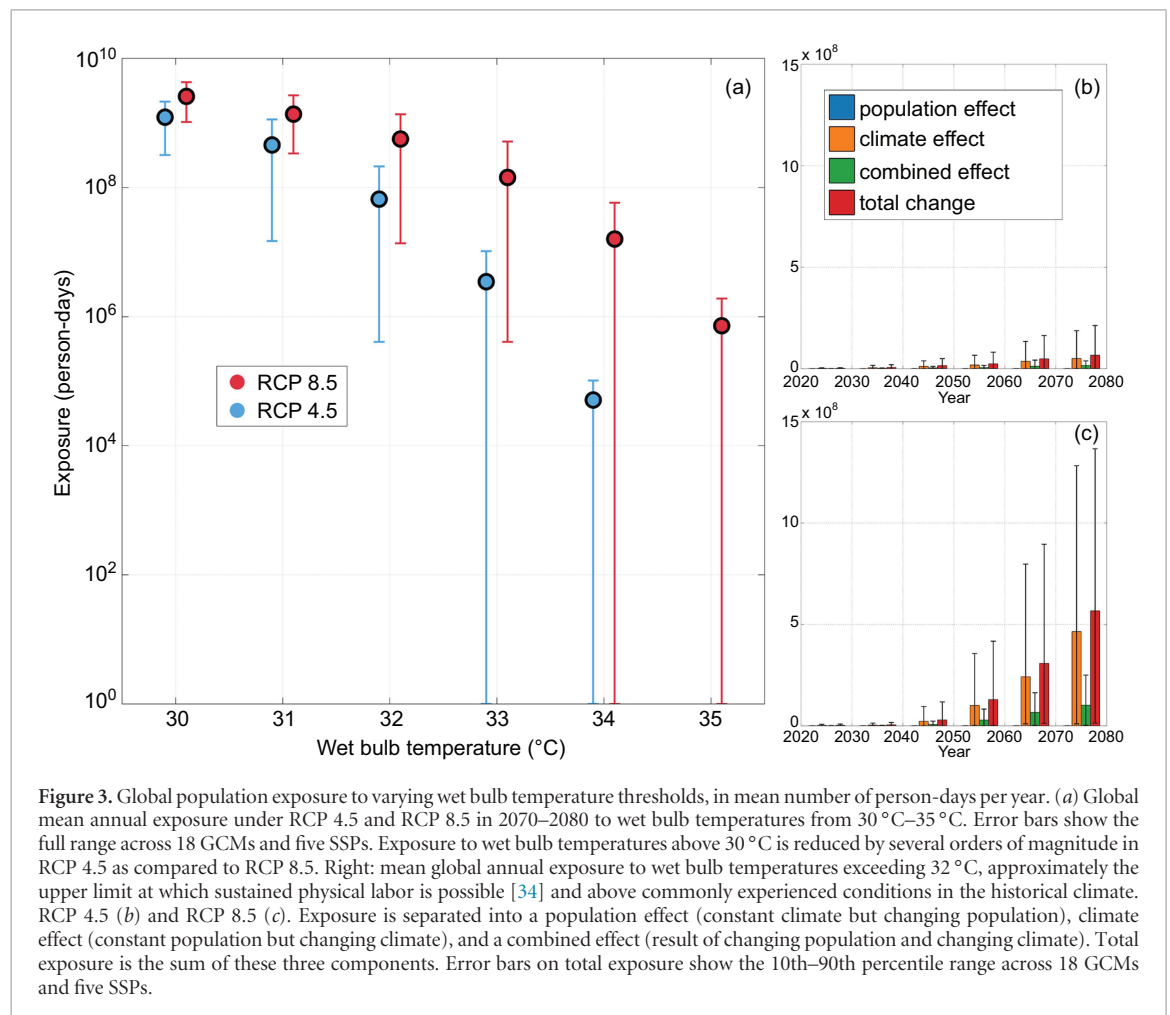 10^10
10^8
10^6
10^4
10^2
10^0
Exposure (person-days)
(a)
RCP 8.5
RCP 4.5
30 31 32 33 34 35
Wet bulb temperature (°C)
15 x 10^8
10
5
0
(b)
population effect
climate effect
combined effect
total change
2020 2030 2040 2050 2060 2070 2080
Year
15 x 10^8
10
5
0
(c)
2020 2030 2040 2050 2060 2070 2080
Year
Figure 3. Global population exposure to varying wet bulb temperature thresholds, in mean number of person-days per year. (a) Global
mean annual exposure under RCP 4.5 and RCP 8.5 in 2070–2080 to wet bulb temperatures from 30 °C–35 °C. Error bars show the
full range across 18 GCMs and five SSPs. Exposure to wet bulb temperatures above 30 °C is reduced by several orders of magnitude in
RCP 4.5 as compared to RCP 8.5. Right: mean global annual exposure to wet bulb temperatures exceeding 32 °C, approximately the
upper limit at which sustained physical labor is possible [34] and above commonly experienced conditions in the historical climate.
RCP 4.5 (b) and RCP 8.5 (c). Exposure is separated into a population effect (constant climate but changing population), climate
effect (constant population but changing climate), and a combined effect (result of changing population and changing climate). Total
exposure is the sum of these three components. Error bars on total exposure show the 10th–90th percentile range across 18 GCMs
and five SSPs.